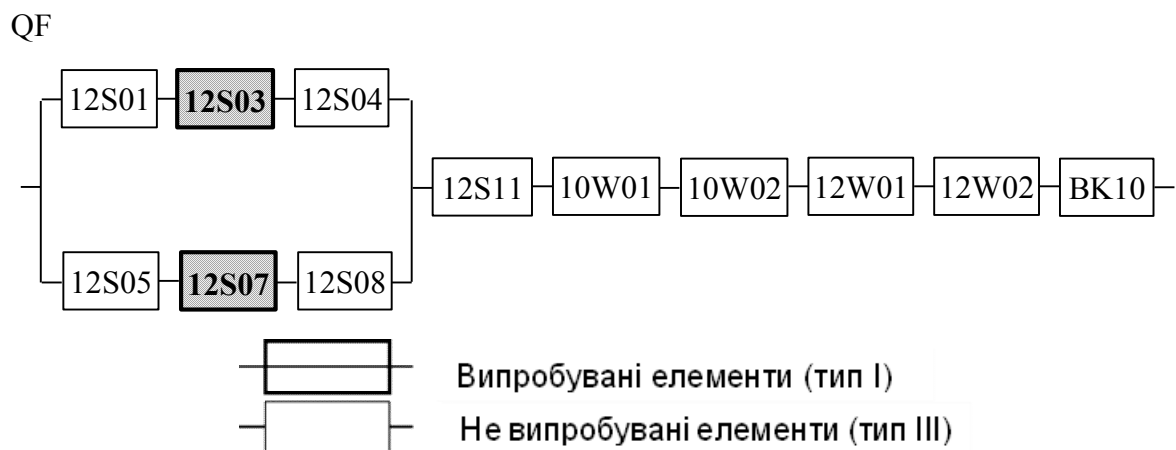 QF
12S01 12S03 12S04
12S11 10W01 10W02 12W01 12W02 BK10
12S05 12S07 12S08
Випробувані елементи (тип I)
Не випробувані елементи (тип III)